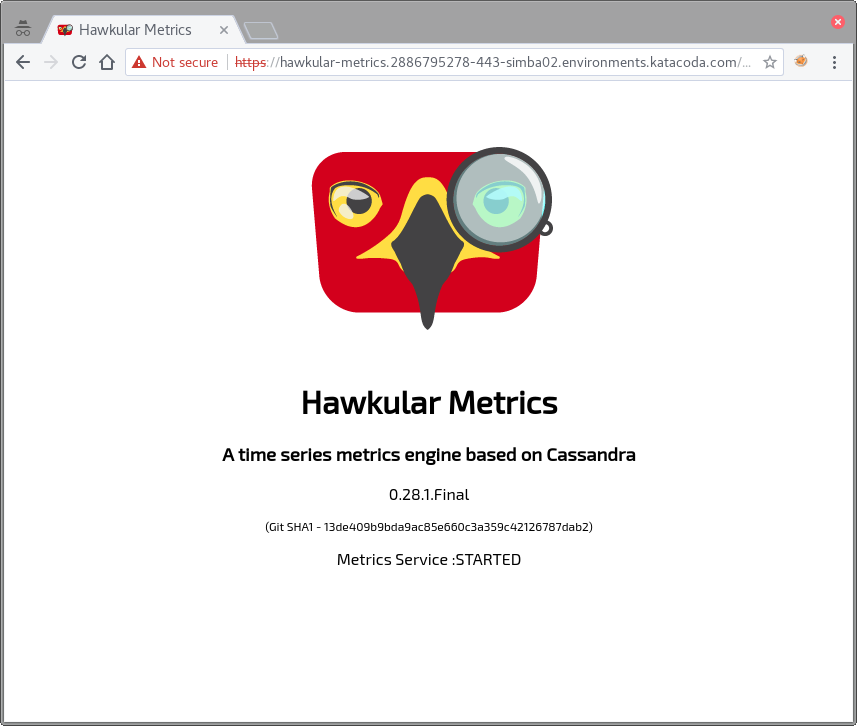 Hawkular Metrics
Not secure https://hawkular-metrics.2886795278-443-simba02.environments.katacoda.com/...
Hawkular Metrics
A time series metrics engine based on Cassandra
0.28.1.Final
(Git SHA1 - 13de409b9bda9ac85e660c3a359c42126787dab2)
Metrics Service :STARTED